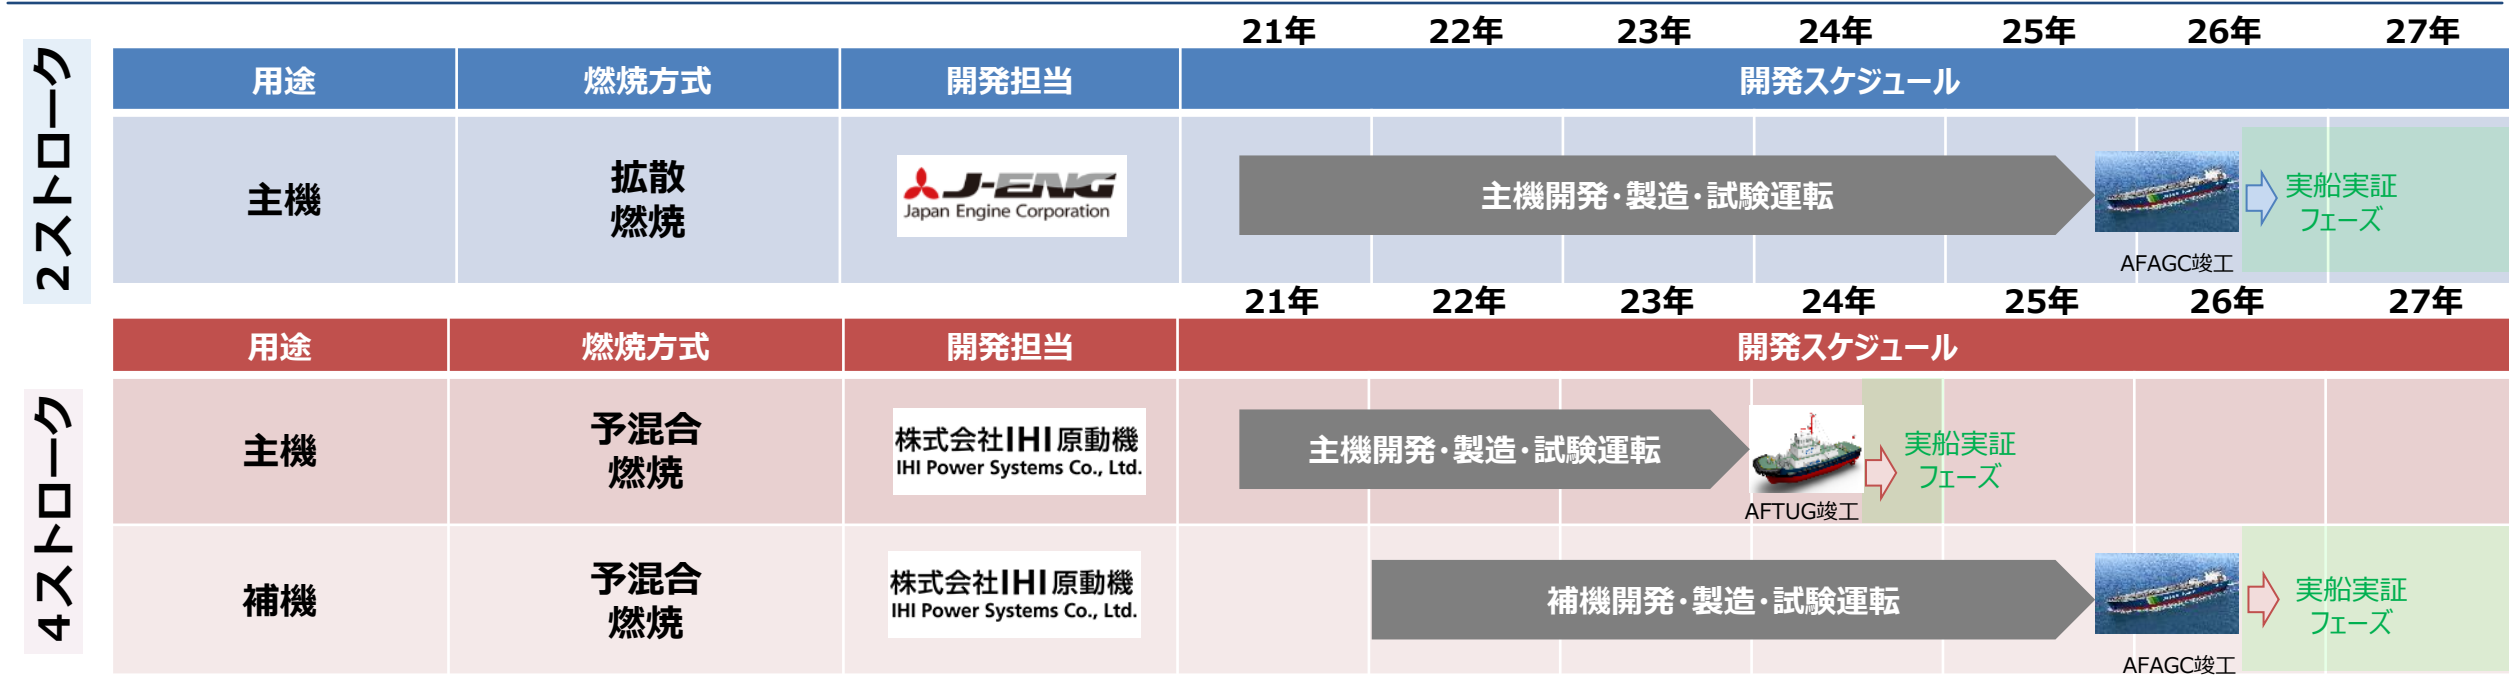 21年 22年 23年 24年 25年 26年 27年
2ストローク
用途 燃焼方式 開発担当 開発スケジュール
主機
拡散
燃焼
J-ENG
Japan Engine Corporation
主機開発・製造・試験運転
AFAGC竣工
実船実証
フェーズ
21年 22年 23年 24年 25年 26年 27年
4ストローク
用途 燃焼方式 開発担当 開発スケジュール
主機
予混合
燃焼
株式会社IHI原動機
IHI Power Systems Co., Ltd.
主機開発・製造・試験運転
AFTUG竣工
実船実証
フェーズ
補機
予混合
燃焼
株式会社IHI原動機
IHI Power Systems Co., Ltd.
補機開発・製造・試験運転
AFAGC竣工
実船実証
フェーズ